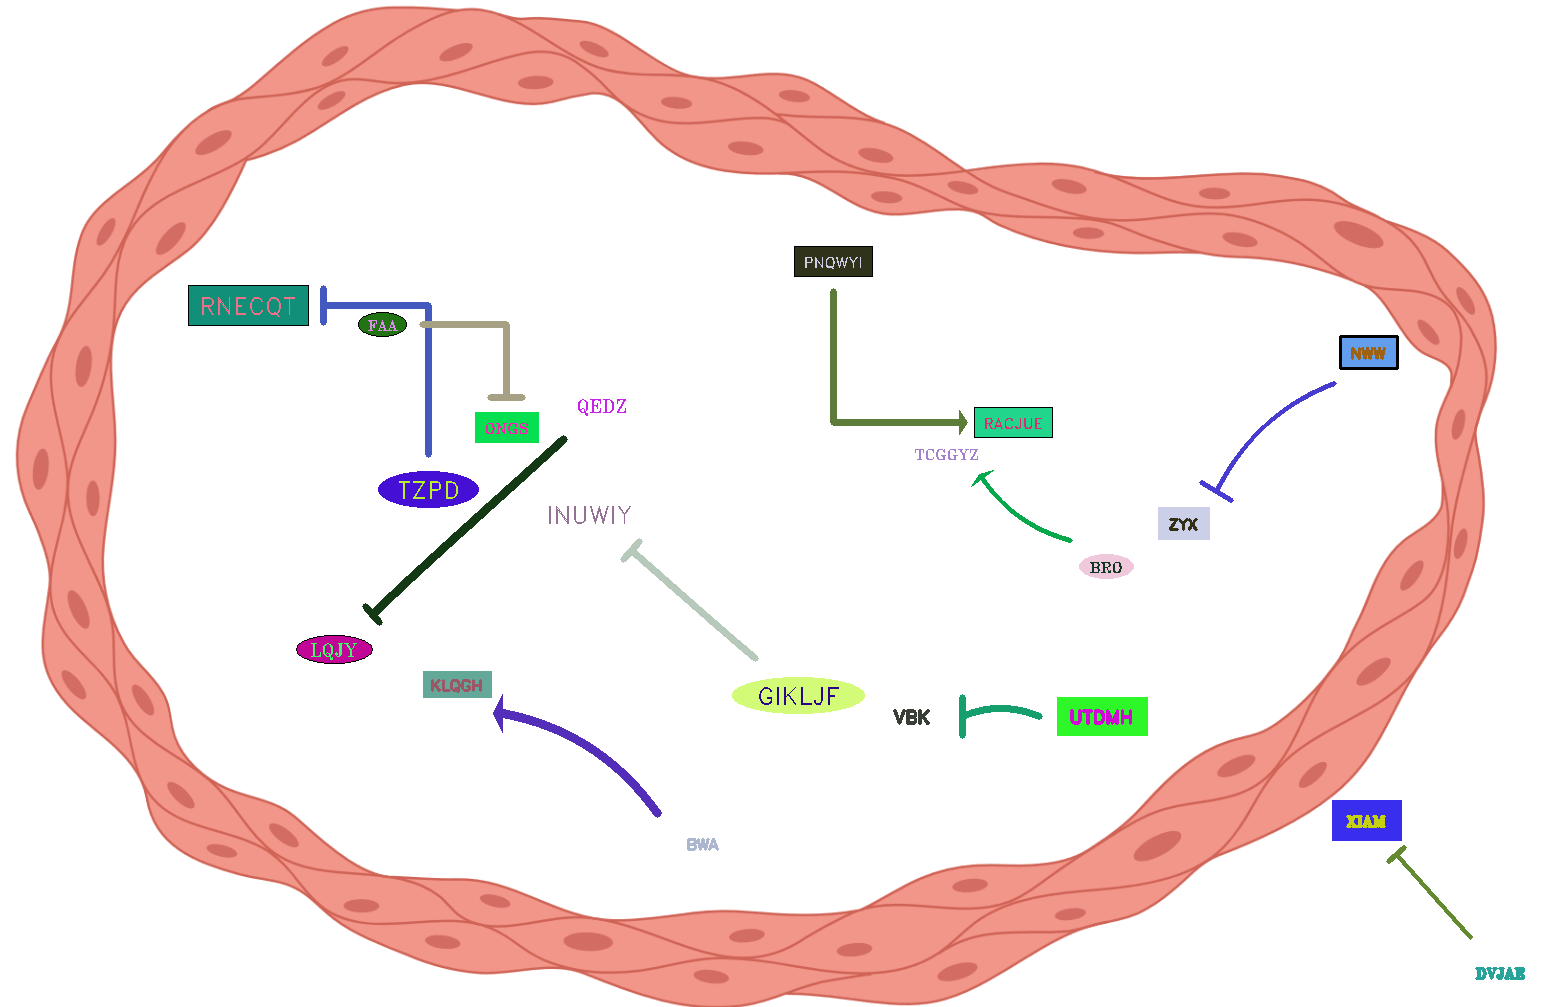 PNQWYI
RNECQT
FAA
NWW
QEDZ
RACJUE
ONGS
TCGGYZ
TZPD
INUWIY
ZYX
BRO
LQJY
KLQGH
GIKLJF
VBK
UTDMH
XIAM
BWA
DVJAE